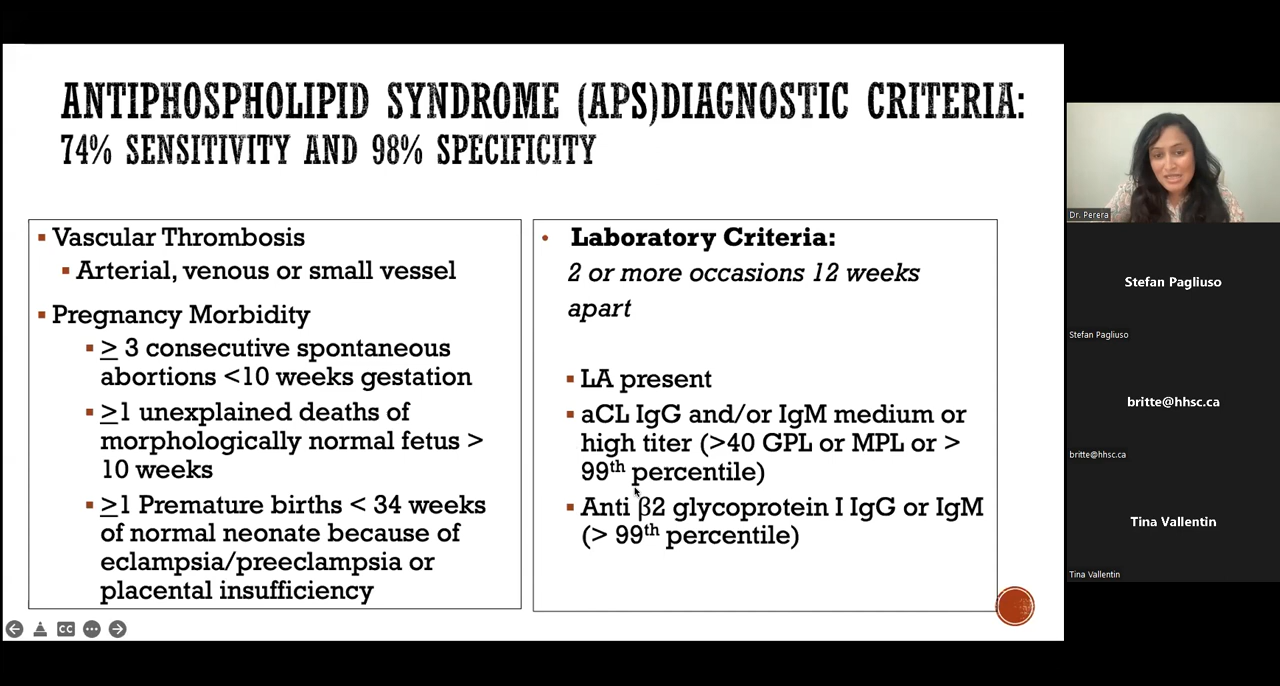 ANTIPHOSPHOLIPID SYNDROME (APS)DIAGNOSTIC CRITERIA:
74% SENSITIVITY AND 98% SPECIFICITY
Vascular Thrombosis
Arterial, venous or small vessel
Pregnancy Morbidity
≥ 3 consecutive spontaneous
abortions <10 weeks gestation
≥1 unexplained deaths of
morphologically normal fetus >
10 weeks
≥1 Premature births < 34 weeks
of normal neonate because of
eclampsia/preeclampsia or
placental insufficiency
Laboratory Criteria:
2 or more occasions 12 weeks
apart
LA present
aCL IgG and/or IgM medium or
high titer (>40 GPL or MPL or >
99th percentile)
Anti β2 glycoprotein I IgG or IgM
(> 99th percentile)
CC
Dr. Perera
Stefan Pagliuso
Stefan Pagliuso
britte@hhsc.ca
britte@hhsc.ca
Tina Vallentin
Tina Vallentin